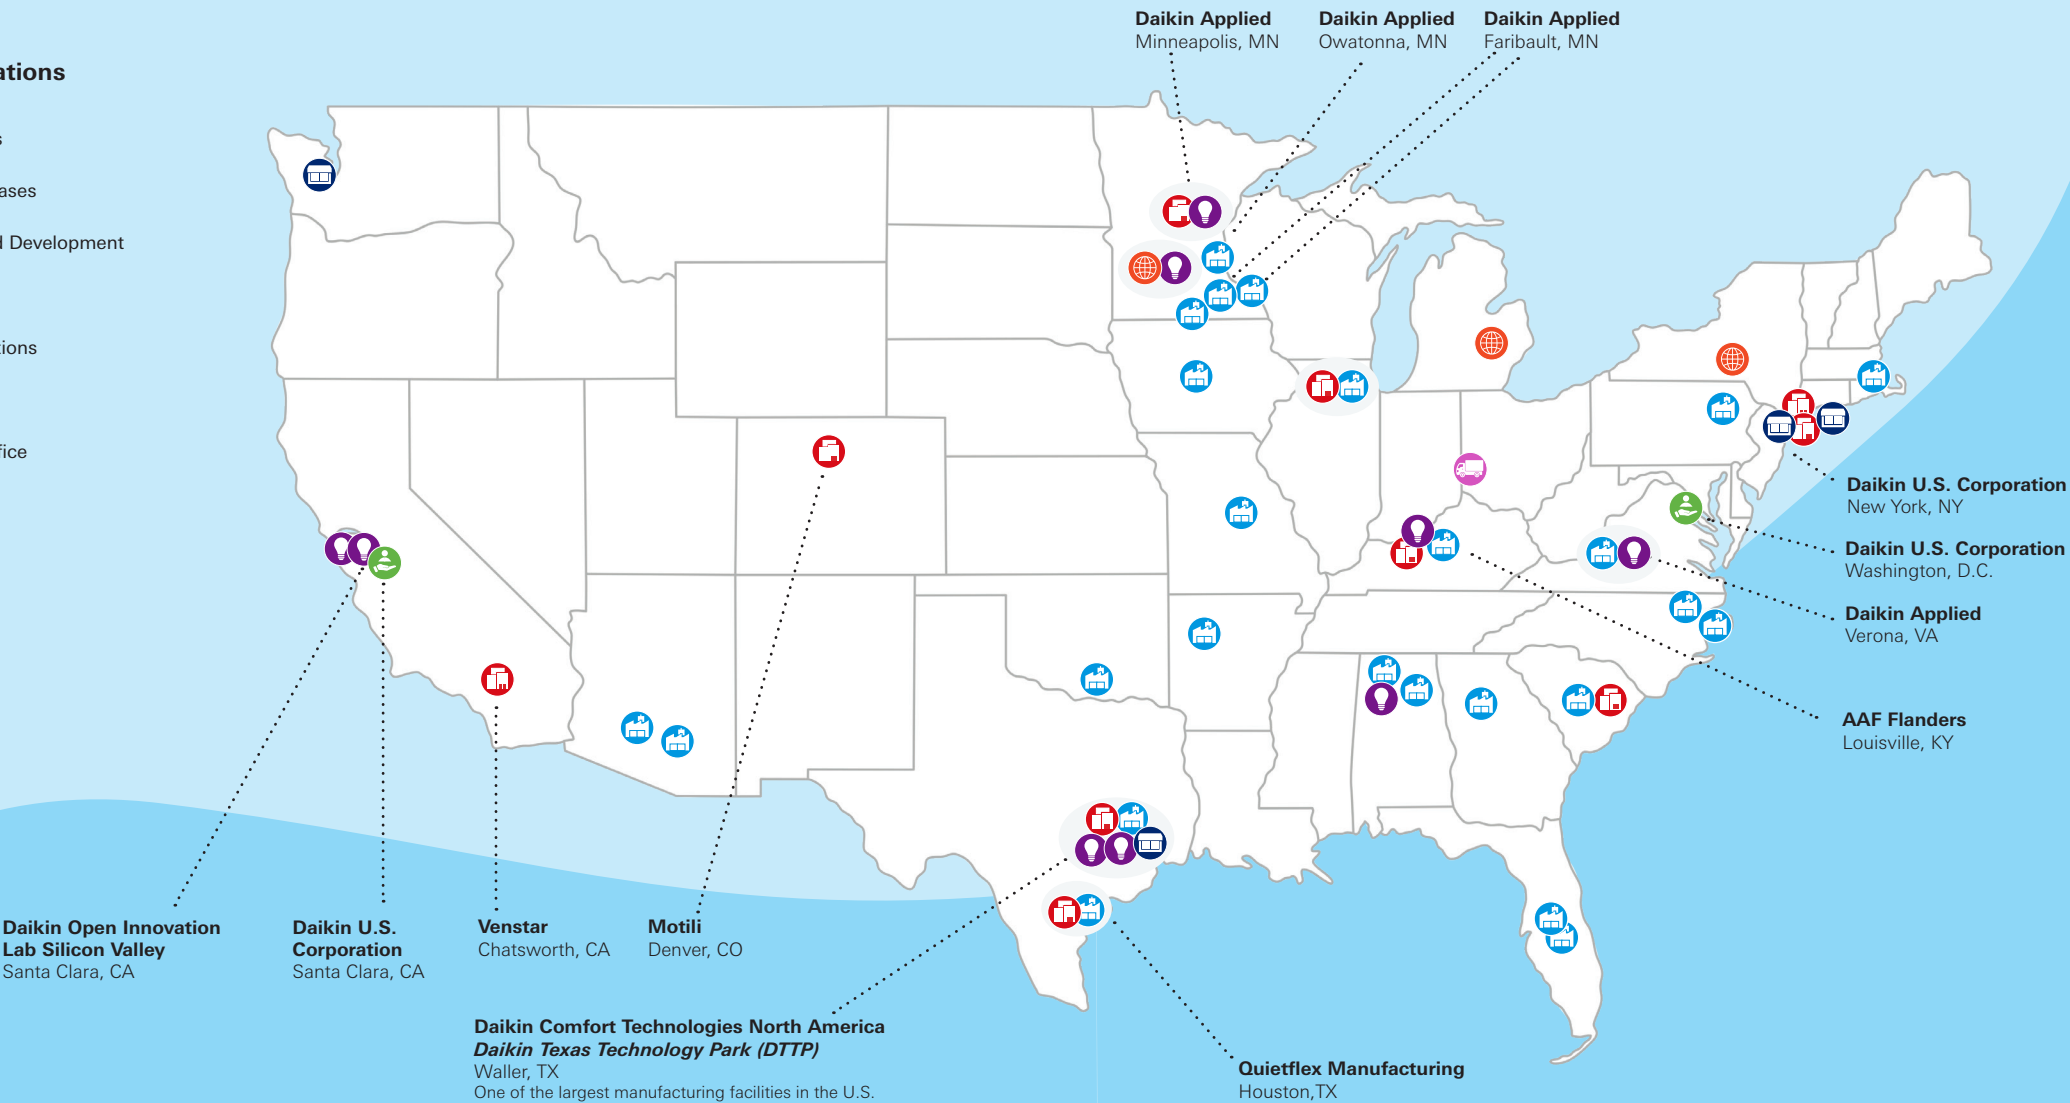 Daikin Applied
Minneapolis, MN
Daikin Applied
Owatonna, MN
Daikin Applied
Faribault, MN
ations
s
ases
d Development
tions
fice
Daikin U.S. Corporation
New York, NY
Daikin U.S. Corporation
Washington, D.C.
Daikin Applied
Verona, VA
AAF Flanders
Louisville, KY
Daikin Open Innovation
Lab Silicon Valley
Santa Clara, CA
Daikin U.S.
Corporation
Santa Clara, CA
Venstar
Chatsworth, CA
Motili
Denver, CO
Daikin Comfort Technologies North America
Daikin Texas Technology Park (DTTP)
Waller, TX
One of the largest manufacturing facilities in the U.S.
Quietflex Manufacturing
Houston,TX